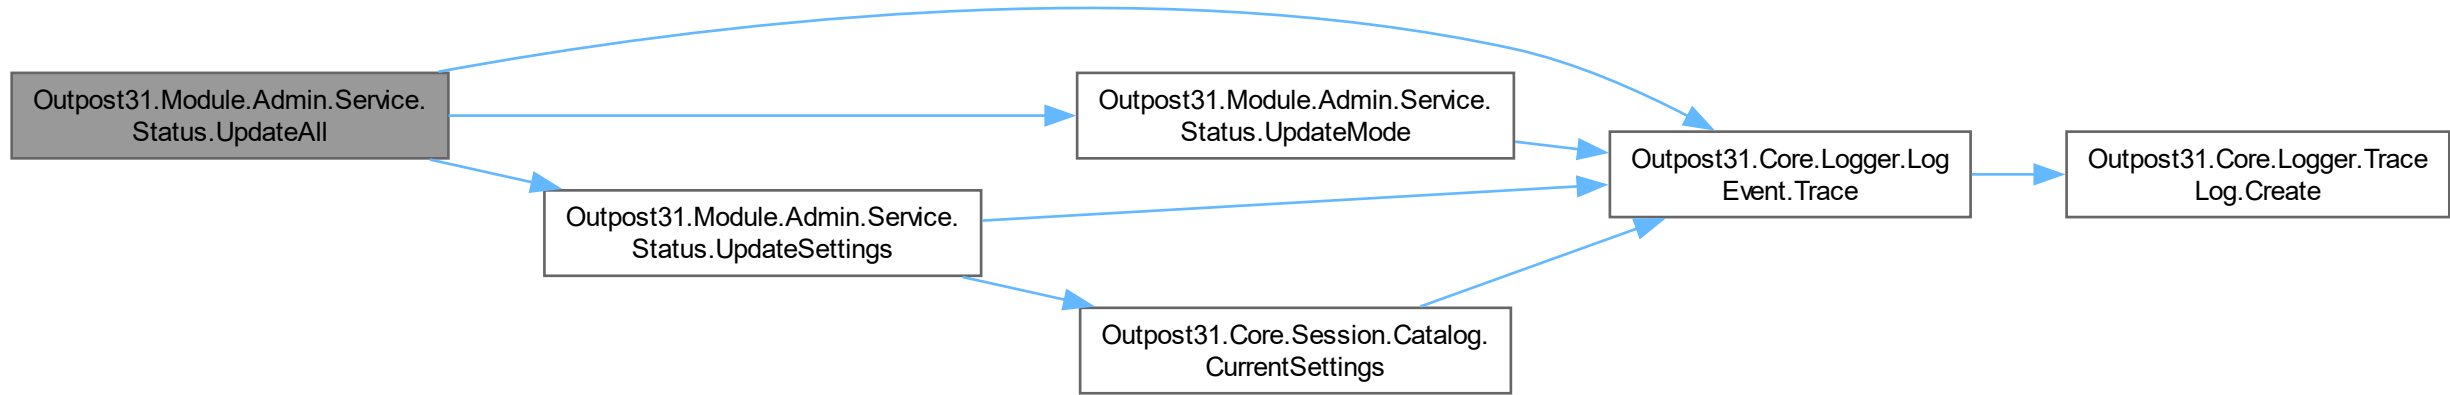 Outpost31.Module.Admin.Service.
Status.UpdateAll
Outpost31.Module.Admin.Service.
Status.UpdateMode
Outpost31.Module.Admin.Service.
Status.UpdateSettings
Outpost31.Core.Session.Catalog.
CurrentSettings
Outpost31.Core.Logger.Log
Event.Trace
Outpost31.Core.Logger.Trace
Log.Create